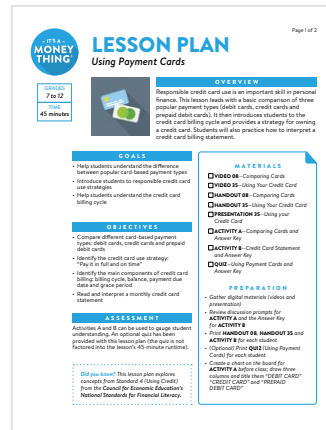 Page 1 of 2
IT'S A
MONEY
THING
LESSON PLAN
Using Payment Cards
GRADES
7 to 12
TIME
45 minutes
OVERVIEW
Responsible credit card use is an important skill in personal
finance. This lesson leads with a basic comparison of three
popular payment types (debit cards, credit cards and
prepaid debit cards). It then introduces students to the
credit card billing cycle and provides a strategy for owning
a credit card. Students will also practice how to interpret a
credit card billing statement.
GOALS
• Help students understand the difference
between popular card-based payment types
• Introduce students to responsible credit card
use strategies
• Help students understand the credit card
billing cycle
OBJECTIVES
• Compare different card-based payment
types: debit cards, credit cards and prepaid
debit cards
• Identify the credit card use strategy:
"Pay it in full and on time"
• Identify the main components of credit card
billing: billing cycle, balance, payment due
date and grace period
• Read and interpret a monthly credit card
statement
ASSESSMENT
Activities A and B can be used to gauge student
understanding. An optional quiz has been
provided with this lesson plan (the quiz is not
factored into the lesson's 45-minute runtime).
Did you know? This lesson plan explores
concepts from Standard 4 (Using Credit)
from the Council for Economic Education's
National Standards for Financial Literacy.
MATERIALS
VIDEO 08—Comparing Cards
VIDEO 35—Using Your Credit Card
HANDOUT 08—Comparing Cards
HANDOUT 35—Using Your Credit Card
PRESENTATION 35—Using your
Credit Card
ACTIVITY A—Comparing Cards and
Answer Key
ACTIVITY B—Credit Card Statement
and Answer Key
QUIZ—Using Payment Cards and
Answer Key
PREPARATION
• Gather digital materials (videos and
presentation)
• Review discussion prompts for
ACTIVITY A and the Answer Key
for ACTIVITY B
• Print HANDOUT 08, HANDOUT 35 and
ACTIVITY B for each student
• (Optional) Print QUIZ (Using Payment
Cards) for each student
• Create a chart on the board for
ACTIVITY A before class; draw three
columns and title them "DEBIT CARD"
"CREDIT CARD" and "PREPAID
DEBIT CARD"